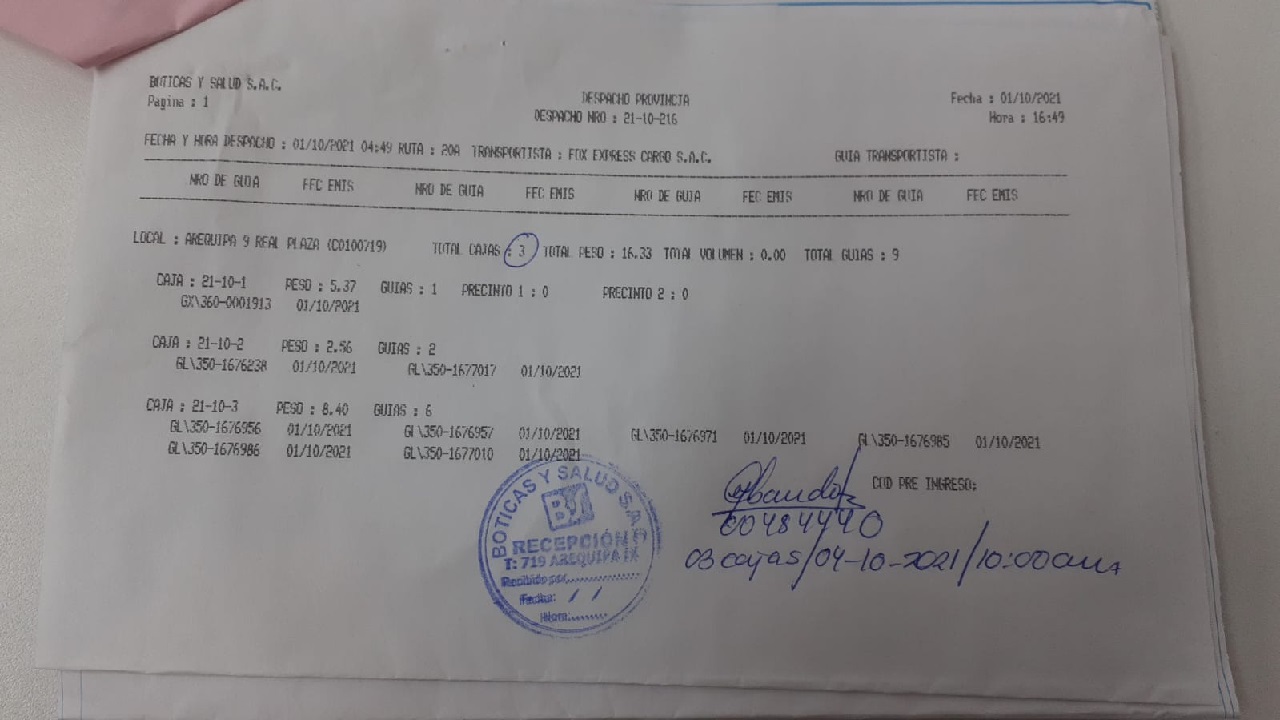 BOTICAS Y SALUD S.A.C.
Pagina : 1
DESPACHO PROVINCIA
DESPACHO NRO : 21-10-216
Fecha : 01/10/2021
Hora : 16:49
FECHA Y HORA DESPACHO : 01/10/2021 04:49 RUTA : 20A TRANSPORTISTA : FOX EXPRESS CARGO S.A.C. GUIA TRANSPORTISTA :
NRO DE GUIA FEC EMIS NRO DE GUIA FEC EMIS NRO DE GUIA FEC EMIS NRO DE GUIA FEC EMIS
LOCAL : AREQUIPA 9 REAL PLAZA (C0100719) TOTAL CAJAS : 3 TOTAL PESO : 16.33 TOTAL VOLUMEN : 0.00 TOTAL GUIAS : 9
CAJA : 21-10-1 PESO : 5.37 GUIAS : 1 PRECINTO 1 : 0 PRECINTO 2 : 0
GX\360-0001913 01/10/2021
CAJA : 21-10-2 PESO : 2.56 GUIAS : 2
GL\350-1676238 01/10/2021 GL\350-1677017 01/10/2021
CAJA : 21-10-3 PESO : 8.40 GUIAS : 6
GL\350-1676956 01/10/2021 GL\350-1676957 01/10/2021 GL\350-1676971 01/10/2021 GL\350-1676985 01/10/2021
GL\350-1676986 01/10/2021 GL\350-1677010 01/10/2021
COD PRE INGRESO:
00484440
03 cajas/04-10-2021/10:00am
BOTICAS Y SALUD S.A.C
RECEPCIÓN
T: 719 AREQUIPA IX
Recibido por:
Fecha: / /
Hora: